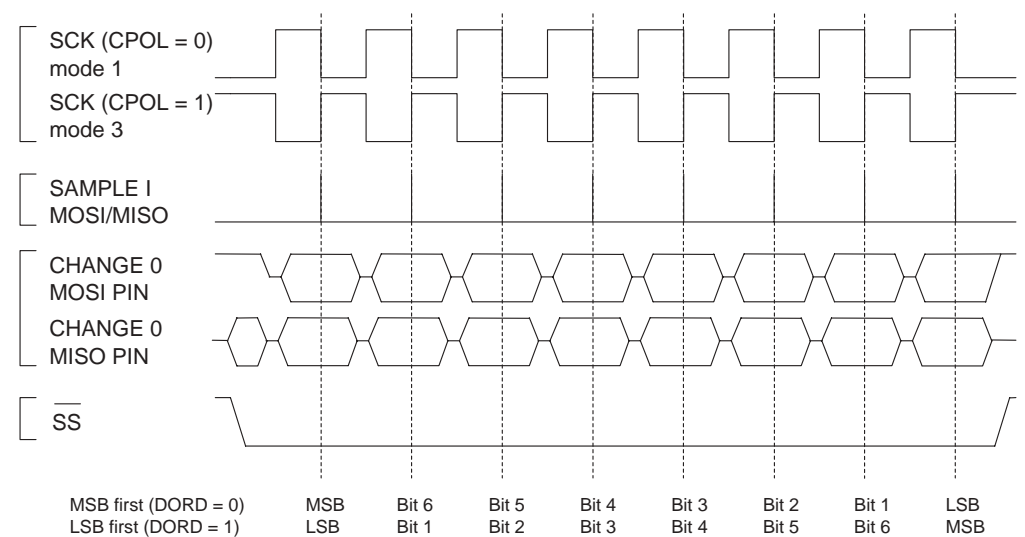 SCK (CPOL = 0)
mode 1
SCK (CPOL = 1)
mode 3
SAMPLE I
MOSI/MISO
CHANGE 0
MOSI PIN
CHANGE 0
MISO PIN
SS
MSB first (DORD = 0) MSB Bit 6 Bit 5 Bit 4 Bit 3 Bit 2 Bit 1 LSB
LSB first (DORD = 1) LSB Bit 1 Bit 2 Bit 3 Bit 4 Bit 5 Bit 6 MSB